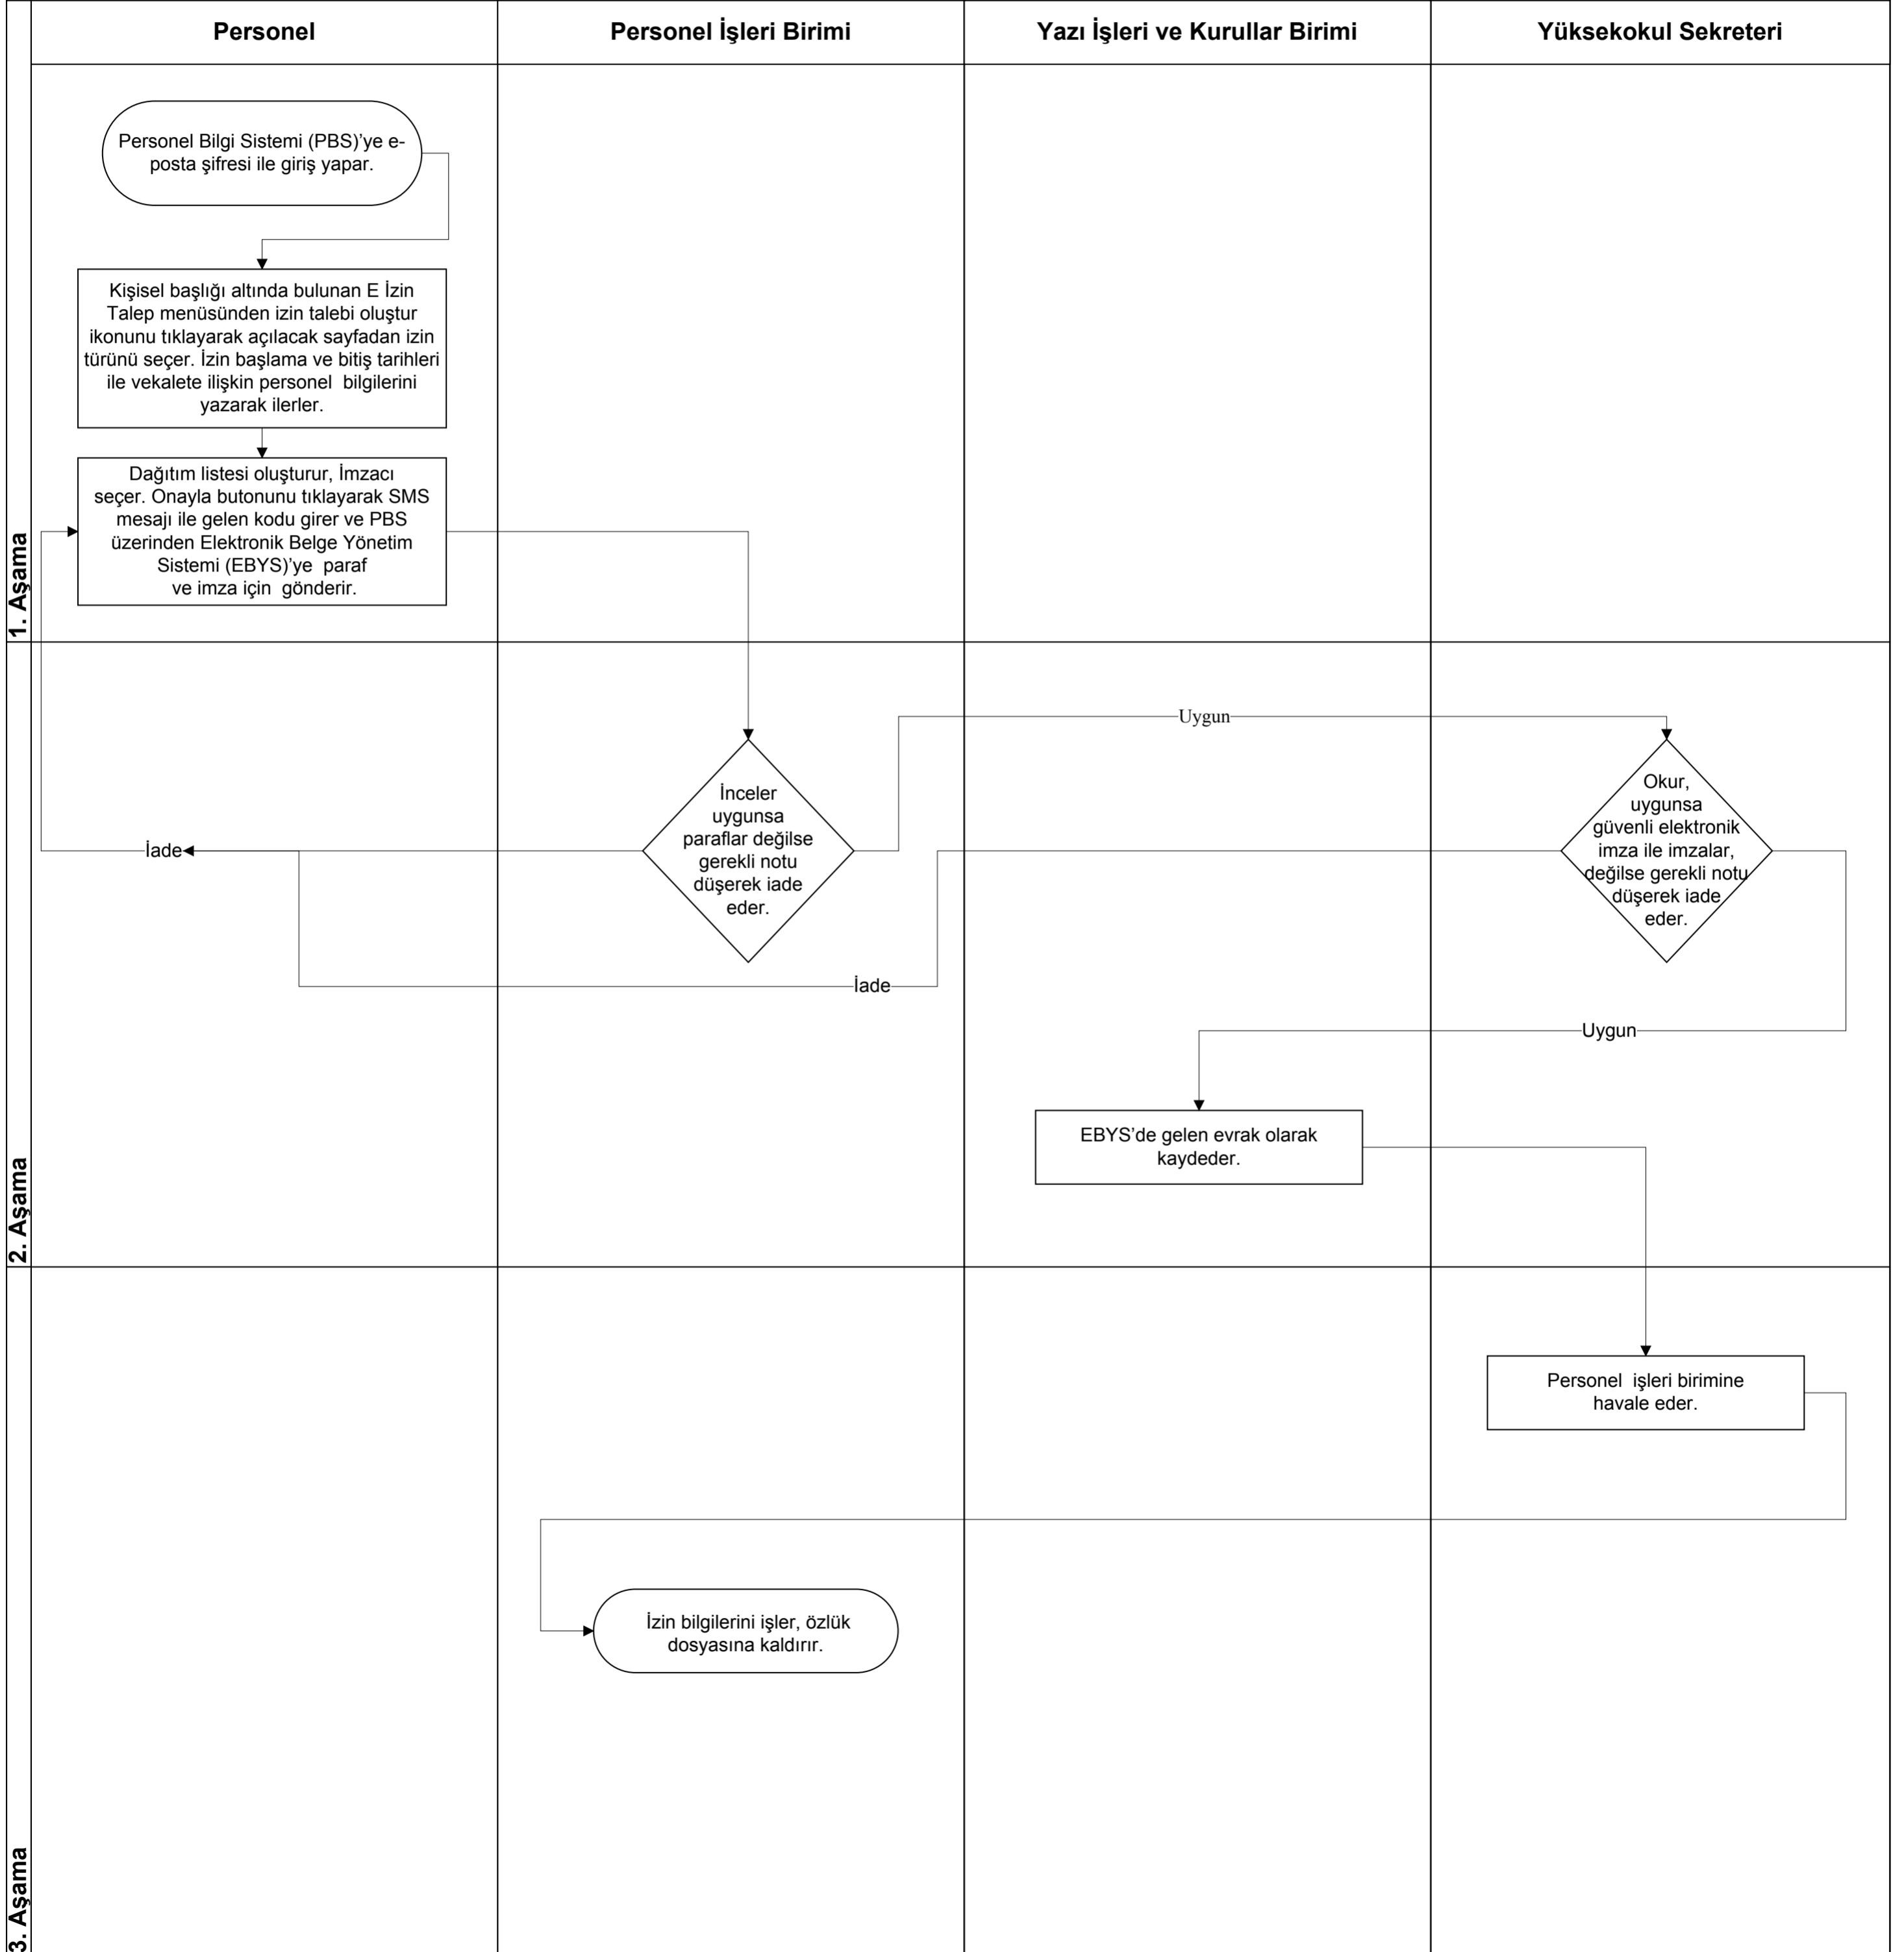 Personel
Personel İşleri Birimi
Yazı İşleri ve Kurullar Birimi
Yüksekokul Sekreteri
1. Aşama
Personel Bilgi Sistemi (PBS)’ye e-
posta şifresi ile giriş yapar.
Kişisel başlığı altında bulunan E İzin
Talep menüsünden izin talebi oluştur
ikonunu tıklayarak açılacak sayfadan izin
türünü seçer. İzin başlama ve bitiş tarihleri
ile vekalete ilişkin personel  bilgilerini
yazarak ilerler.
Dağıtım listesi oluşturur, İmzacı
seçer. Onayla butonunu tıklayarak SMS
mesajı ile gelen kodu girer ve PBS
üzerinden Elektronik Belge Yönetim
Sistemi (EBYS)’ye  paraf
ve imza için  gönderir.
2. Aşama
Uygun
İnceler
uygunsa
paraflar değilse
gerekli notu
düşerek iade
eder.
Okur,
uygunsa
güvenli elektronik
imza ile imzalar,
değilse gerekli notu
düşerek iade
eder.
İade
İade
Uygun
EBYS’de gelen evrak olarak
kaydeder.
3. Aşama
Personel  işleri birimine
havale eder.
İzin bilgilerini işler, özlük
dosyasına kaldırır.